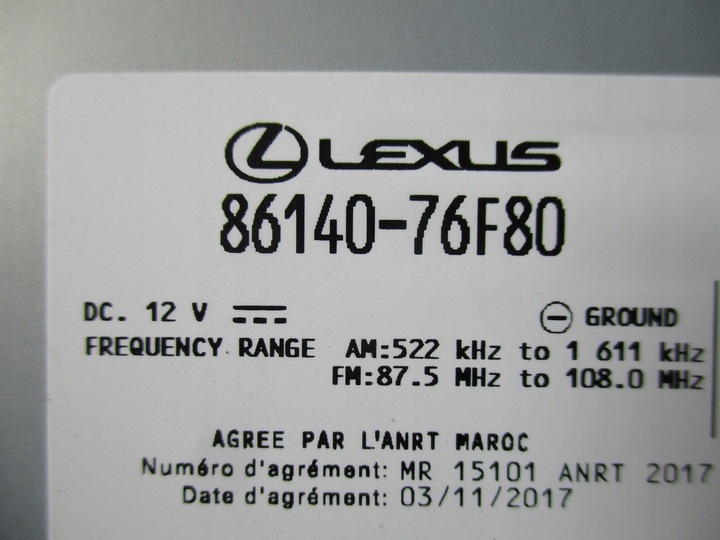 LEXUS
86140-76F80
DC. 12 V
GROUND
FREQUENCY RANGE AM:522 kHz to 1 611 kHz
FM:87.5 MHz to 108.0 MHz
AGREE PAR L'ANRT MAROC
Numéro d'agrément: MR 15101 ANRT 2017
Date d'agrément: 03/11/2017